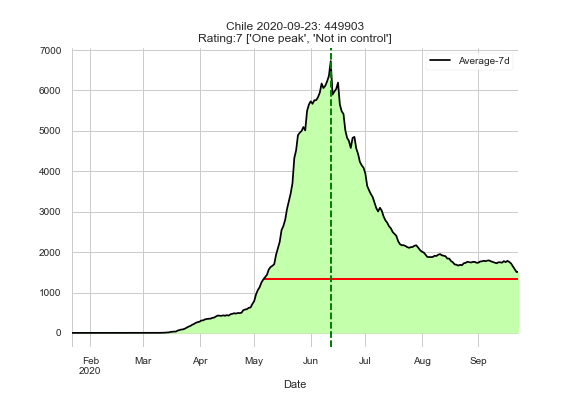 Chile 2020-09-23: 449903
Rating:7 ['One peak', 'Not in control']
Average-7d
7000
6000
5000
4000
3000
2000
1000
0
Feb Mar Apr May Jun Jul Aug Sep
2020
Date